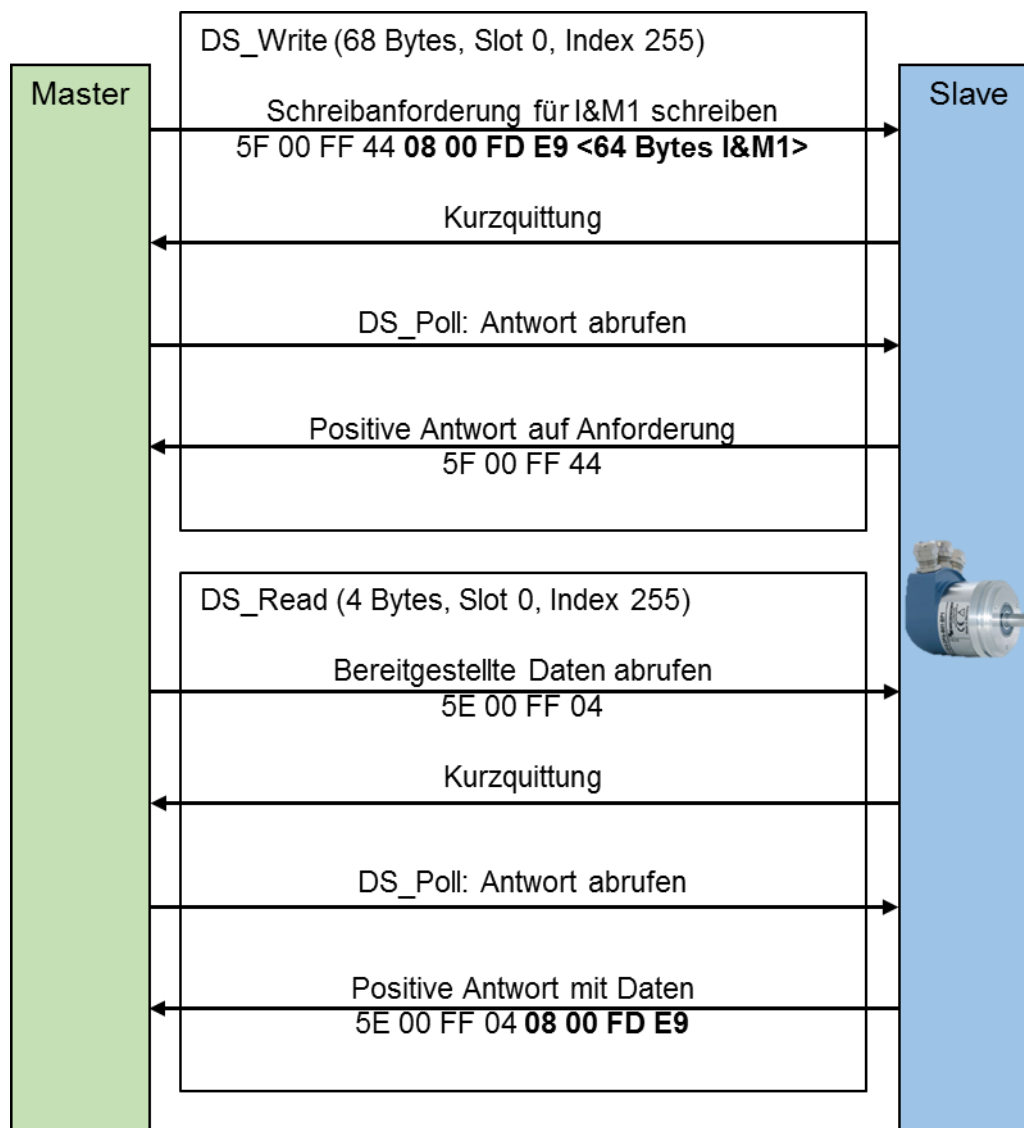 DS_Write (68 Bytes, Slot 0, Index 255)
Master
Slave
Schreibanforderung für I&M1 schreiben
5F 00 FF 44 08 00 FD E9 <64 Bytes I&M1>
Kurzquittung
DS_Poll: Antwort abrufen
Positive Antwort auf Anforderung
5F 00 FF 44
DS_Read (4 Bytes, Slot 0, Index 255)
Bereitgestellte Daten abrufen
5E 00 FF 04
Kurzquittung
DS_Poll: Antwort abrufen
Positive Antwort mit Daten
5E 00 FF 04 08 00 FD E9